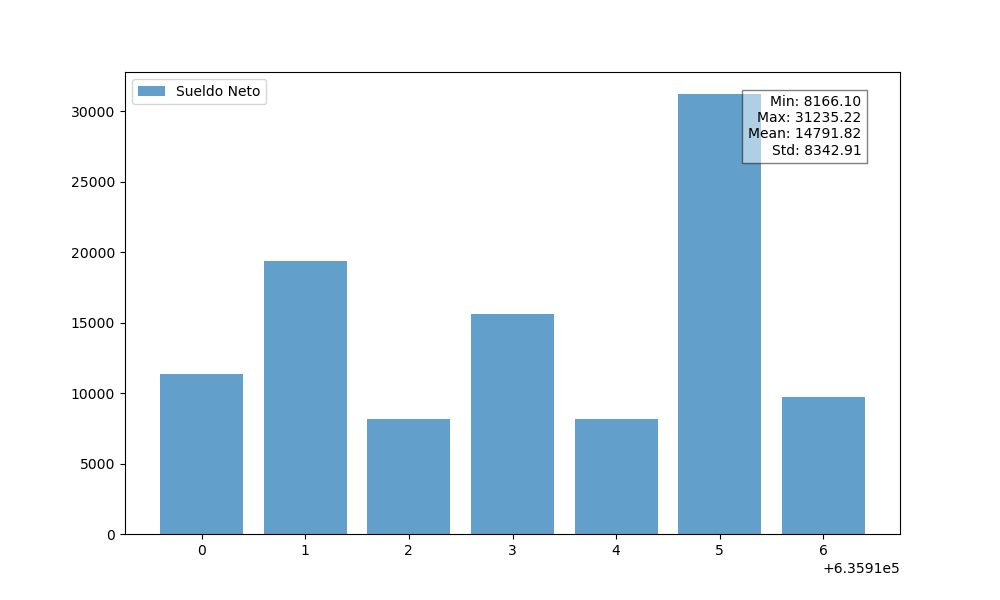 Sueldo Neto
Min: 8166.10
Max: 31235.22
Mean: 14791.82
Std: 8342.91
30000
25000
20000
15000
10000
5000
0
0 1 2 3 4 5 6
+6.3591e5